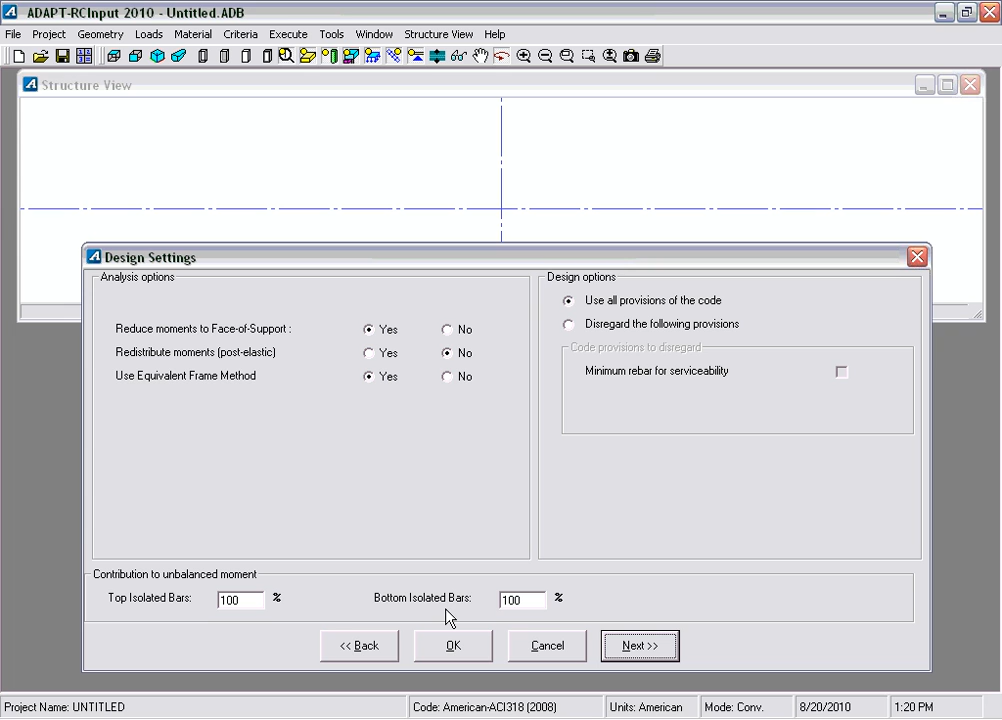 ADAPT-RCInput 2010 - Untitled.ADB
File Project Geometry Loads Material Criteria Execute Tools Window Structure View Help
Structure View
Design Settings
Analysis options
Reduce moments to Face-of-Support : Yes No
Redistribute moments (post-elastic) Yes No
Use Equivalent Frame Method Yes No
Design options
Use all provisions of the code
Disregard the following provisions
Code provisions to disregard
Minimum rebar for serviceability
Contribution to unbalanced moment
Top Isolated Bars: 100 % Bottom Isolated Bars: 100 %
<< Back OK Cancel Next >>
Project Name: UNTITLED Code: American-ACI318 (2008) Units: American Mode: Conv. 8/20/2010 1:20 PM